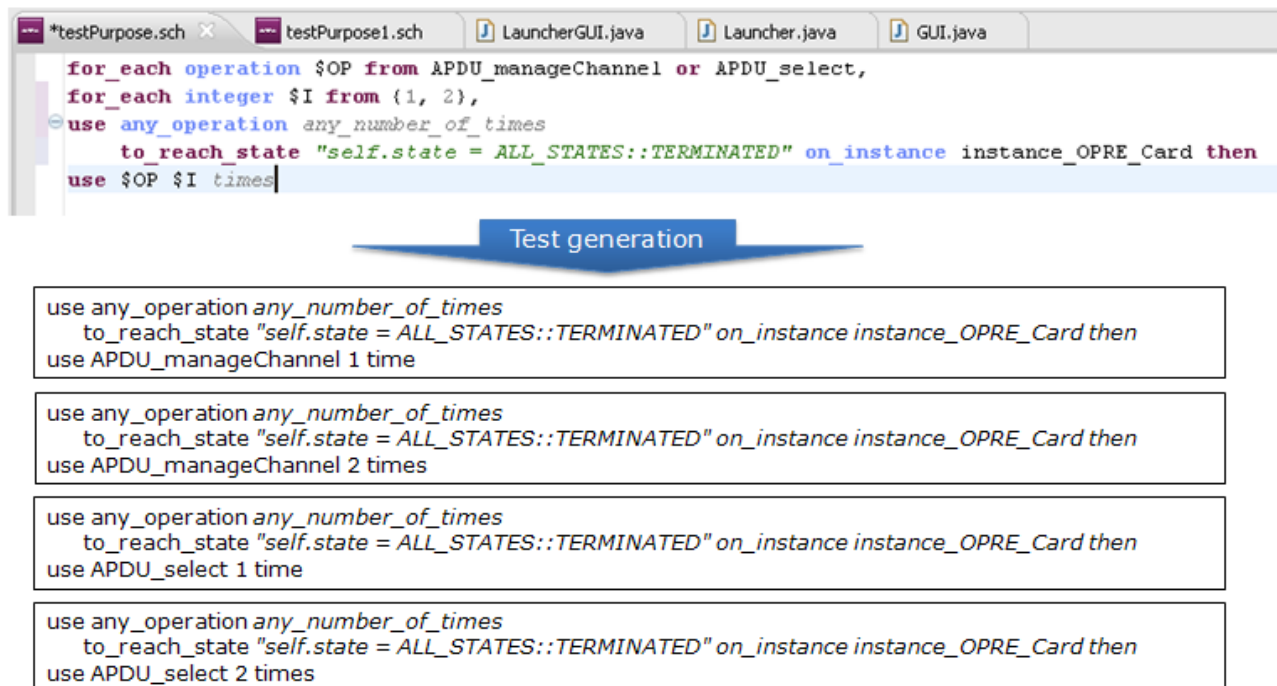 *testPurpose.sch testPurpose1.sch LauncherGUI.java Launcher.java GUI.java
for_each operation $OP from APDU_manageChannel or APDU_select,
for_each integer $I from {1, 2},
use any_operation any_number_of_times
to_reach_state "self.state = ALL_STATES::TERMINATED" on_instance instance_OPRE_Card then
use $OP $I times
Test generation
use any_operation any_number_of_times
to_reach_state "self.state = ALL_STATES::TERMINATED" on_instance instance_OPRE_Card then
use APDU_manageChannel 1 time
use any_operation any_number_of_times
to_reach_state "self.state = ALL_STATES::TERMINATED" on_instance instance_OPRE_Card then
use APDU_manageChannel 2 times
use any_operation any_number_of_times
to_reach_state "self.state = ALL_STATES::TERMINATED" on_instance instance_OPRE_Card then
use APDU_select 1 time
use any_operation any_number_of_times
to_reach_state "self.state = ALL_STATES::TERMINATED" on_instance instance_OPRE_Card then
use APDU_select 2 times